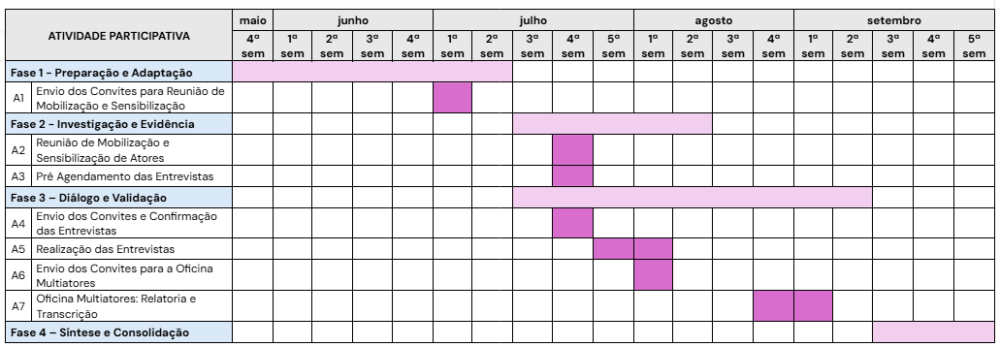 ATIVIDADE PARTICIPATIVA
maio junho julho agosto setembro
4ª sem 1ª sem 2ª sem 3ª sem 4ª sem 1ª sem 2ª sem 3ª sem 4ª sem 5ª sem 1ª sem 2ª sem 3ª sem 4ª sem 1ª sem 2ª sem 3ª sem 4ª sem 5ª sem
Fase 1 - Preparação e Adaptação
A1 Envio dos Convites para Reunião de
Mobilização e Sensibilização
Fase 2 - Investigação e Evidência
A2 Reunião de Mobilização e
Sensibilização de Atores
A3 Pré Agendamento das Entrevistas
Fase 3 – Diálogo e Validação
A4 Envio dos Convites e Confirmação
das Entrevistas
A5 Realização das Entrevistas
A6 Envio dos Convites para a Oficina
Multiatores
A7 Oficina Multiatores: Relatoria e
Transcrição
Fase 4 – Síntese e Consolidação